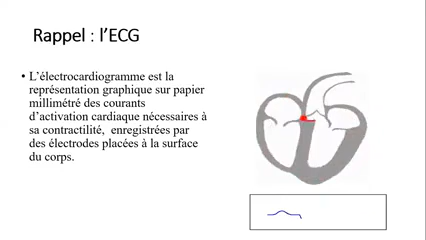 Rappel : l'ECG
• L'électrocardiogramme est la
représentation graphique sur papier
millimétré des courants
d'activation cardiaque nécessaires à
sa contractilité, enregistrées par
des électrodes placées à la surface
du corps.